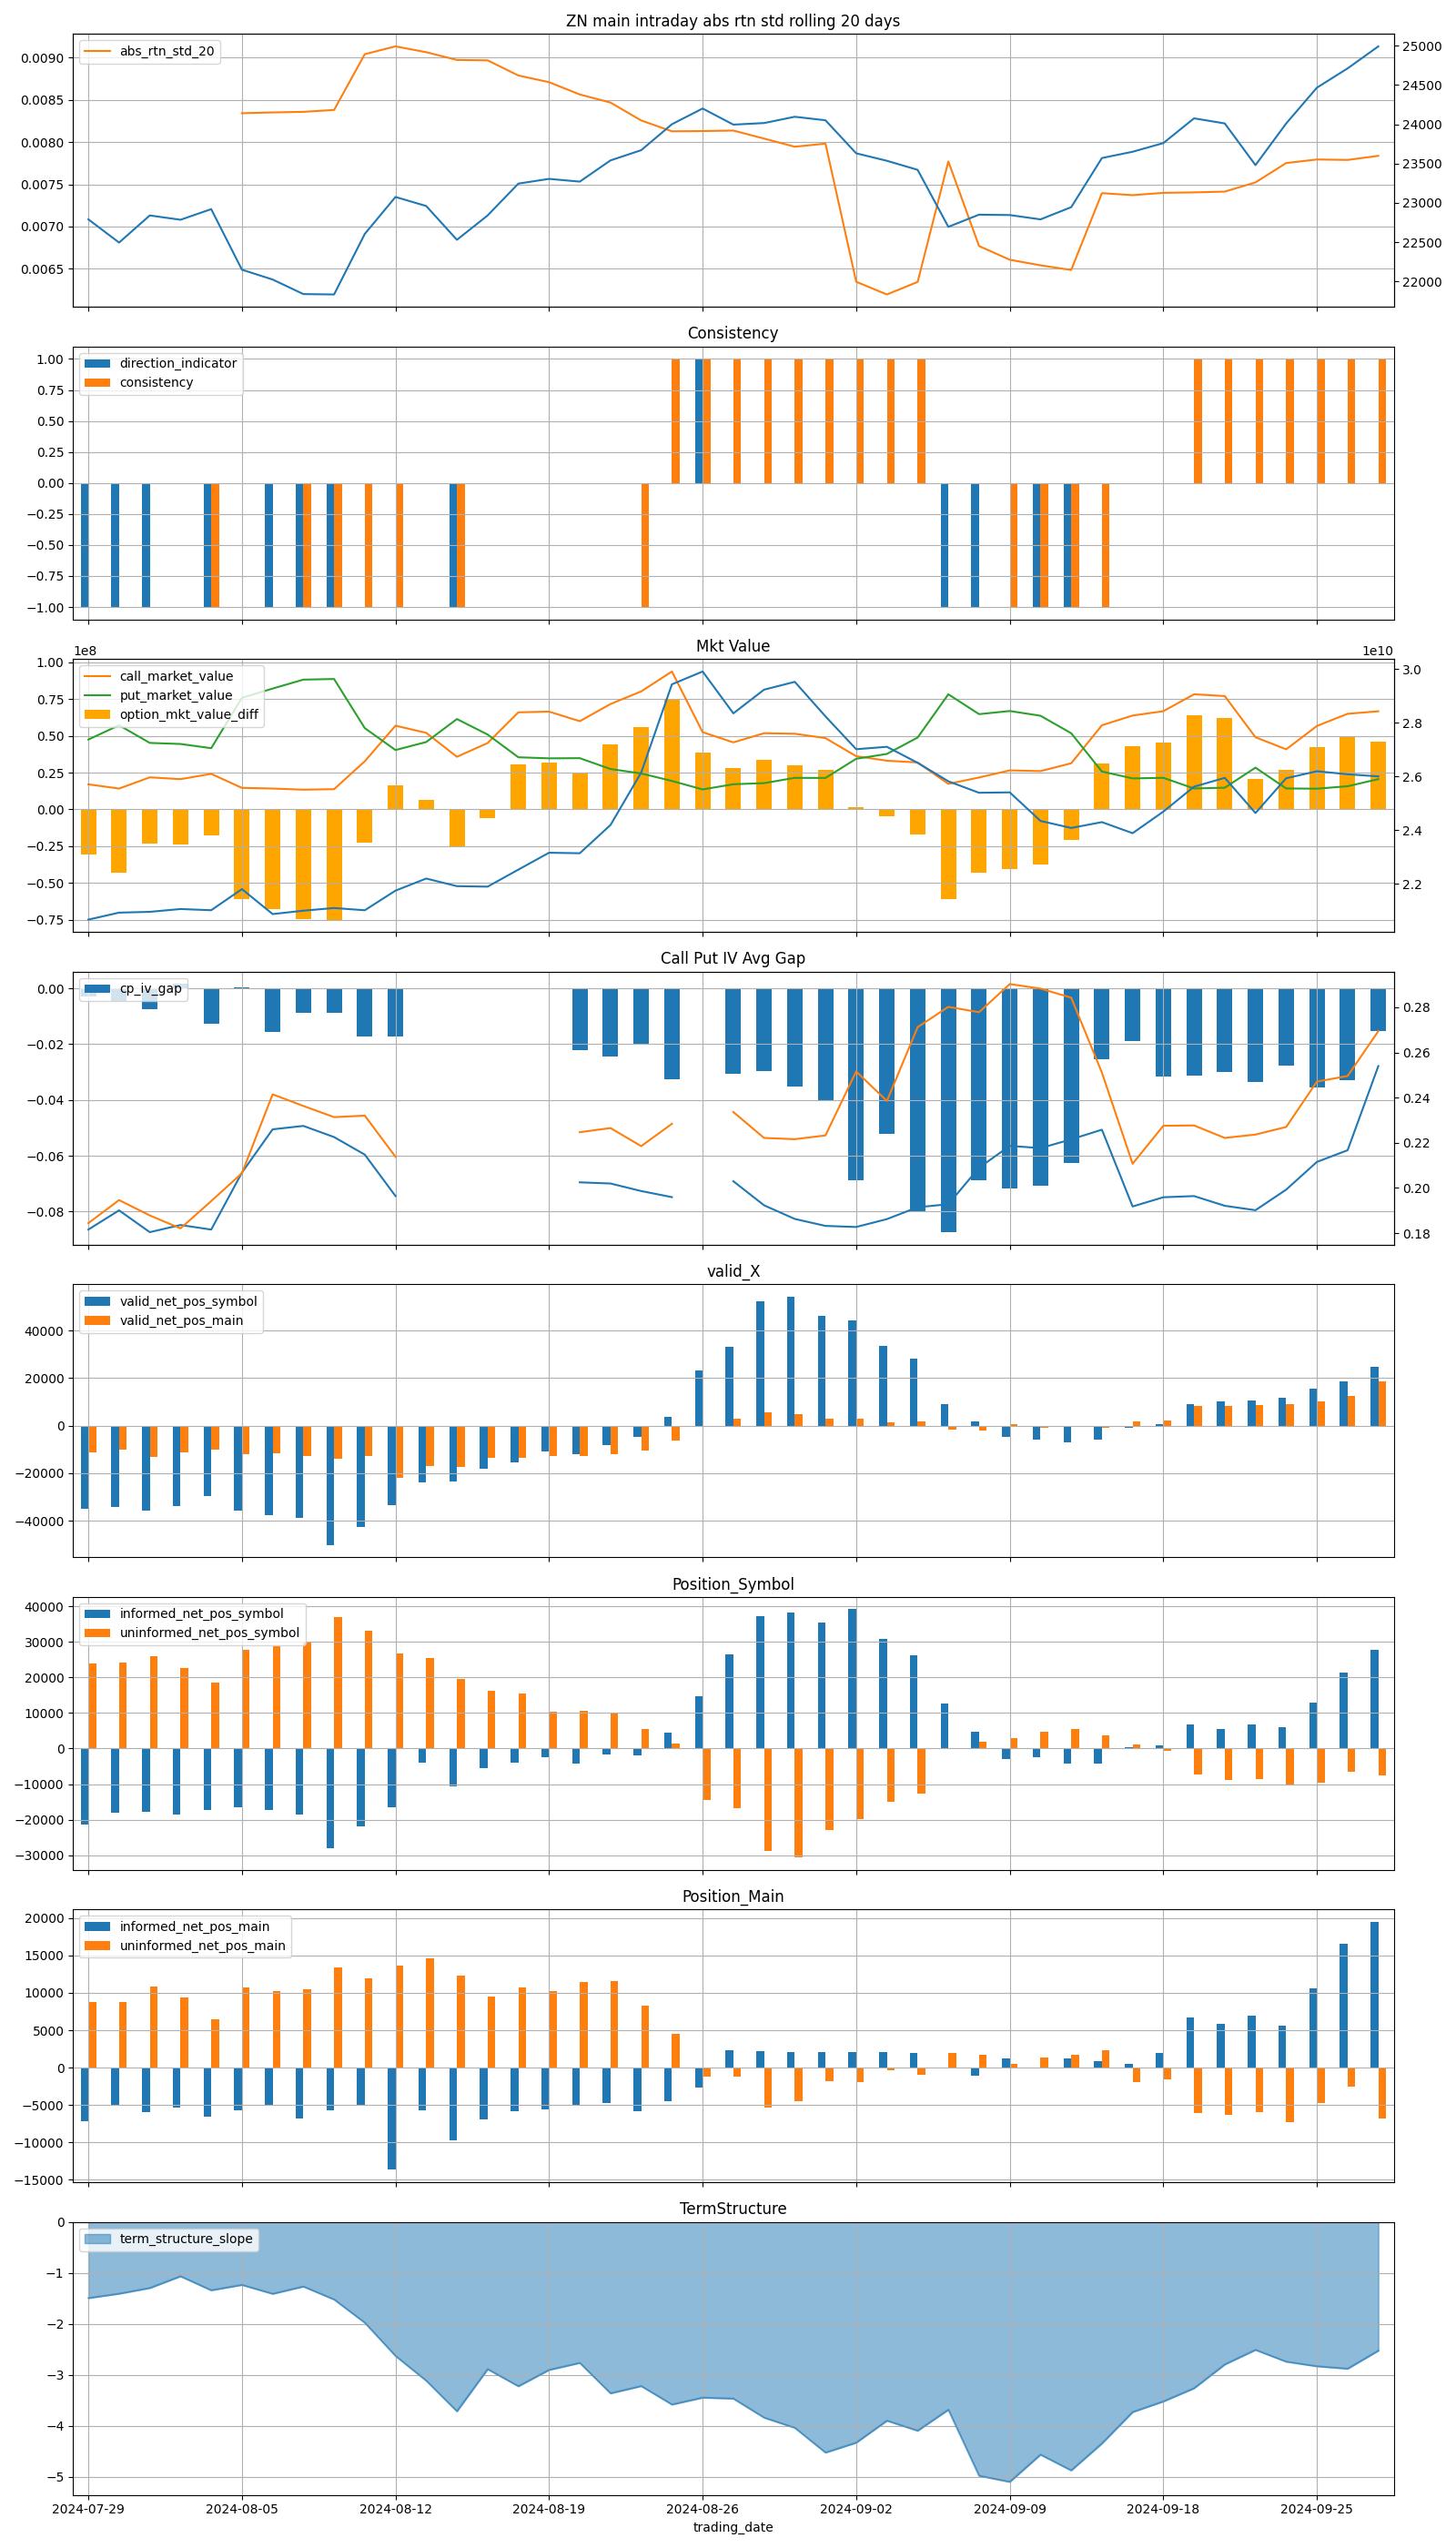 ZN main intraday abs rtn std rolling 20 days
abs_rtn_std_20
0.0090
0.0085
0.0080
0.0075
0.0070
0.0065
25000
24500
24000
23500
23000
22500
22000
Consistency
direction_indicator
consistency
1.00
0.75
0.50
0.25
0.00
−0.25
−0.50
−0.75
−1.00
Mkt Value
1e8
1e10
call_market_value
put_market_value
option_mkt_value_diff
1.00
0.75
0.50
0.25
0.00
−0.25
−0.50
−0.75
3.0
2.8
2.6
2.4
2.2
Call Put IV Avg Gap
cp_iv_gap
0.00
−0.02
−0.04
−0.06
−0.08
0.28
0.26
0.24
0.22
0.20
0.18
valid_X
valid_net_pos_symbol
valid_net_pos_main
40000
20000
0
−20000
−40000
Position_Symbol
informed_net_pos_symbol
uninformed_net_pos_symbol
40000
30000
20000
10000
0
−10000
−20000
−30000
Position_Main
informed_net_pos_main
uninformed_net_pos_main
20000
15000
10000
5000
0
−5000
−10000
−15000
TermStructure
term_structure_slope
0
−1
−2
−3
−4
−5
2024-07-29 2024-08-05 2024-08-12 2024-08-19 2024-08-26 2024-09-02 2024-09-09 2024-09-18 2024-09-25
trading_date